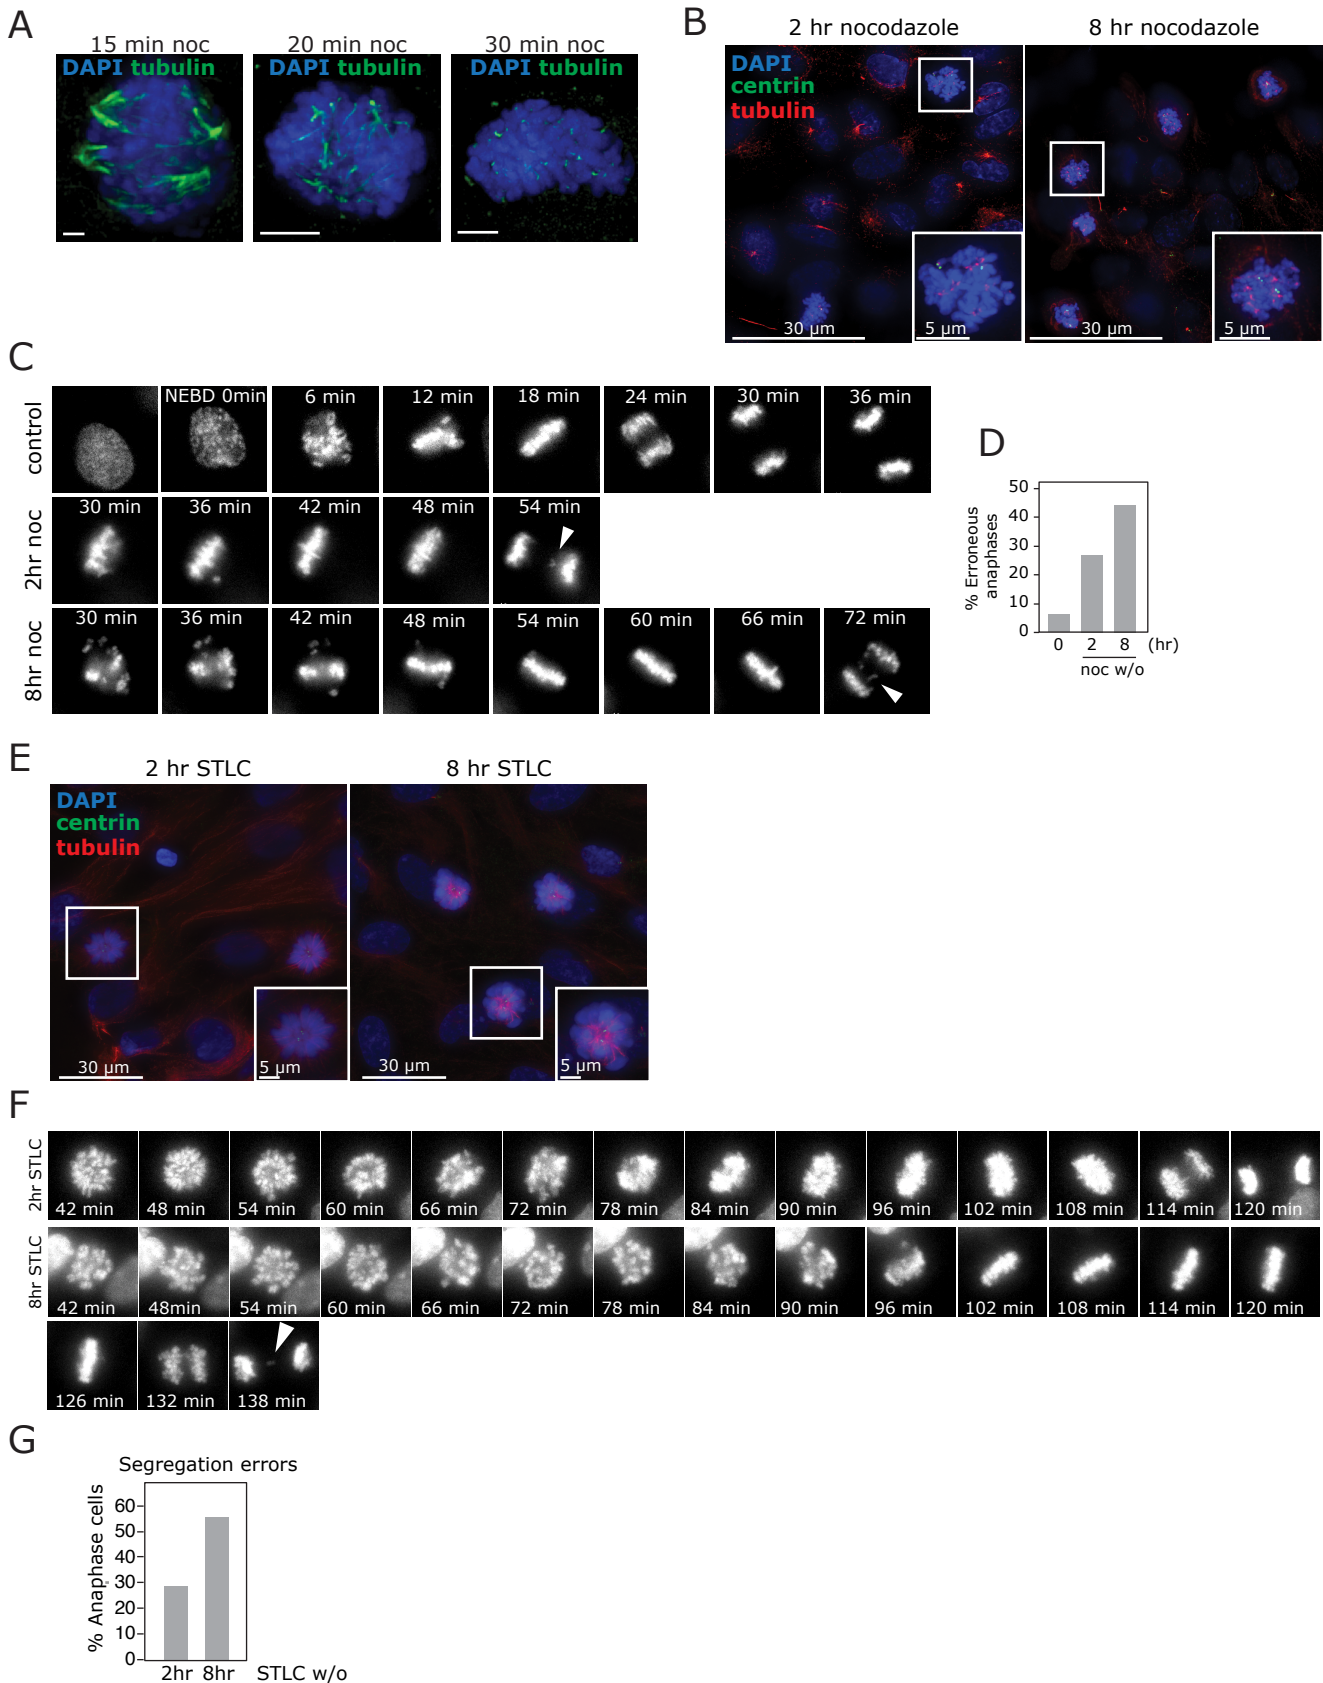 A
15 min noc
20 min noc
30 min noc
DAPI tubulin
DAPI tubulin
DAPI tubulin
B
2 hr nocodazole
8 hr nocodazole
DAPI
centrin
tubulin
30 µm
5 µm
30 µm
5 µm
C
control
NEBD 0min
6 min
12 min
18 min
24 min
30 min
36 min
2hr noc
30 min
36 min
42 min
48 min
54 min
8hr noc
30 min
36 min
42 min
48 min
54 min
60 min
66 min
72 min
D
% Erroneous
anaphases
50
40
30
20
10
0
0 2 8 (hr)
noc w/o
E
2 hr STLC
8 hr STLC
DAPI
centrin
tubulin
30 µm
5 µm
30 µm
5 µm
F
2hr STLC
42 min
48 min
54 min
60 min
66 min
72 min
78 min
84 min
90 min
96 min
102 min
108 min
114 min
120 min
8hr STLC
42 min
48min
54 min
60 min
66 min
72 min
78 min
84 min
90 min
96 min
102 min
108 min
114 min
120 min
126 min
132 min
138 min
G
Segregation errors
% Anaphase cells
60
50
40
30
20
10
0
2hr 8hr STLC w/o